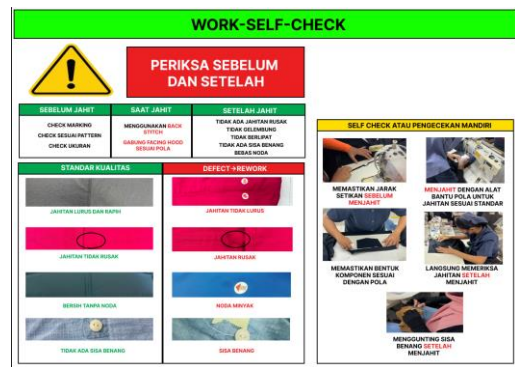 WORK-SELF-CHECK
PERIKSA SEBELUM
DAN SETELAH
SEBELUM JAHIT
CHECK MARKING
CHECK SESUAI PATTERN
CHECK UKURAN
SAAT JAHIT
MENGGUNAKAN BACK
STITCH
GABUNG FACING HOOD
SESUAI POLA
SETELAH JAHIT
TIDAK ADA JAHITAN RUSAK
TIDAK GELEMBUNG
TIDAK BERLIPAT
TIDAK ADA SISA BENANG
BEBAS NODA
STANDAR KUALITAS
JAHITAN LURUS DAN RAPIH
JAHITAN TIDAK RUSAK
BERSIH TANPA NODA
TIDAK ADA SISA BENANG
DEFECT→REWORK
JAHITAN TIDAK LURUS
JAHITAN RUSAK
NODA MINYAK
SISA BENANG
SELF CHECK ATAU PENGECEKAN MANDIRI
MEMASTIKAN JARAK
SETIKAN SEBELUM
MENJAHIT
MENJAHIT DENGAN ALAT
BANTU POLA UNTUK
JAHITAN SESUAI STANDAR
MEMASTIKAN BENTUK
KOMPONEN SESUAI
DENGAN POLA
LANGSUNG MEMERIKSA
JAHITAN SETELAH
MENJAHIT
MENGGUNTING SISA
BENANG SETELAH
MENJAHIT